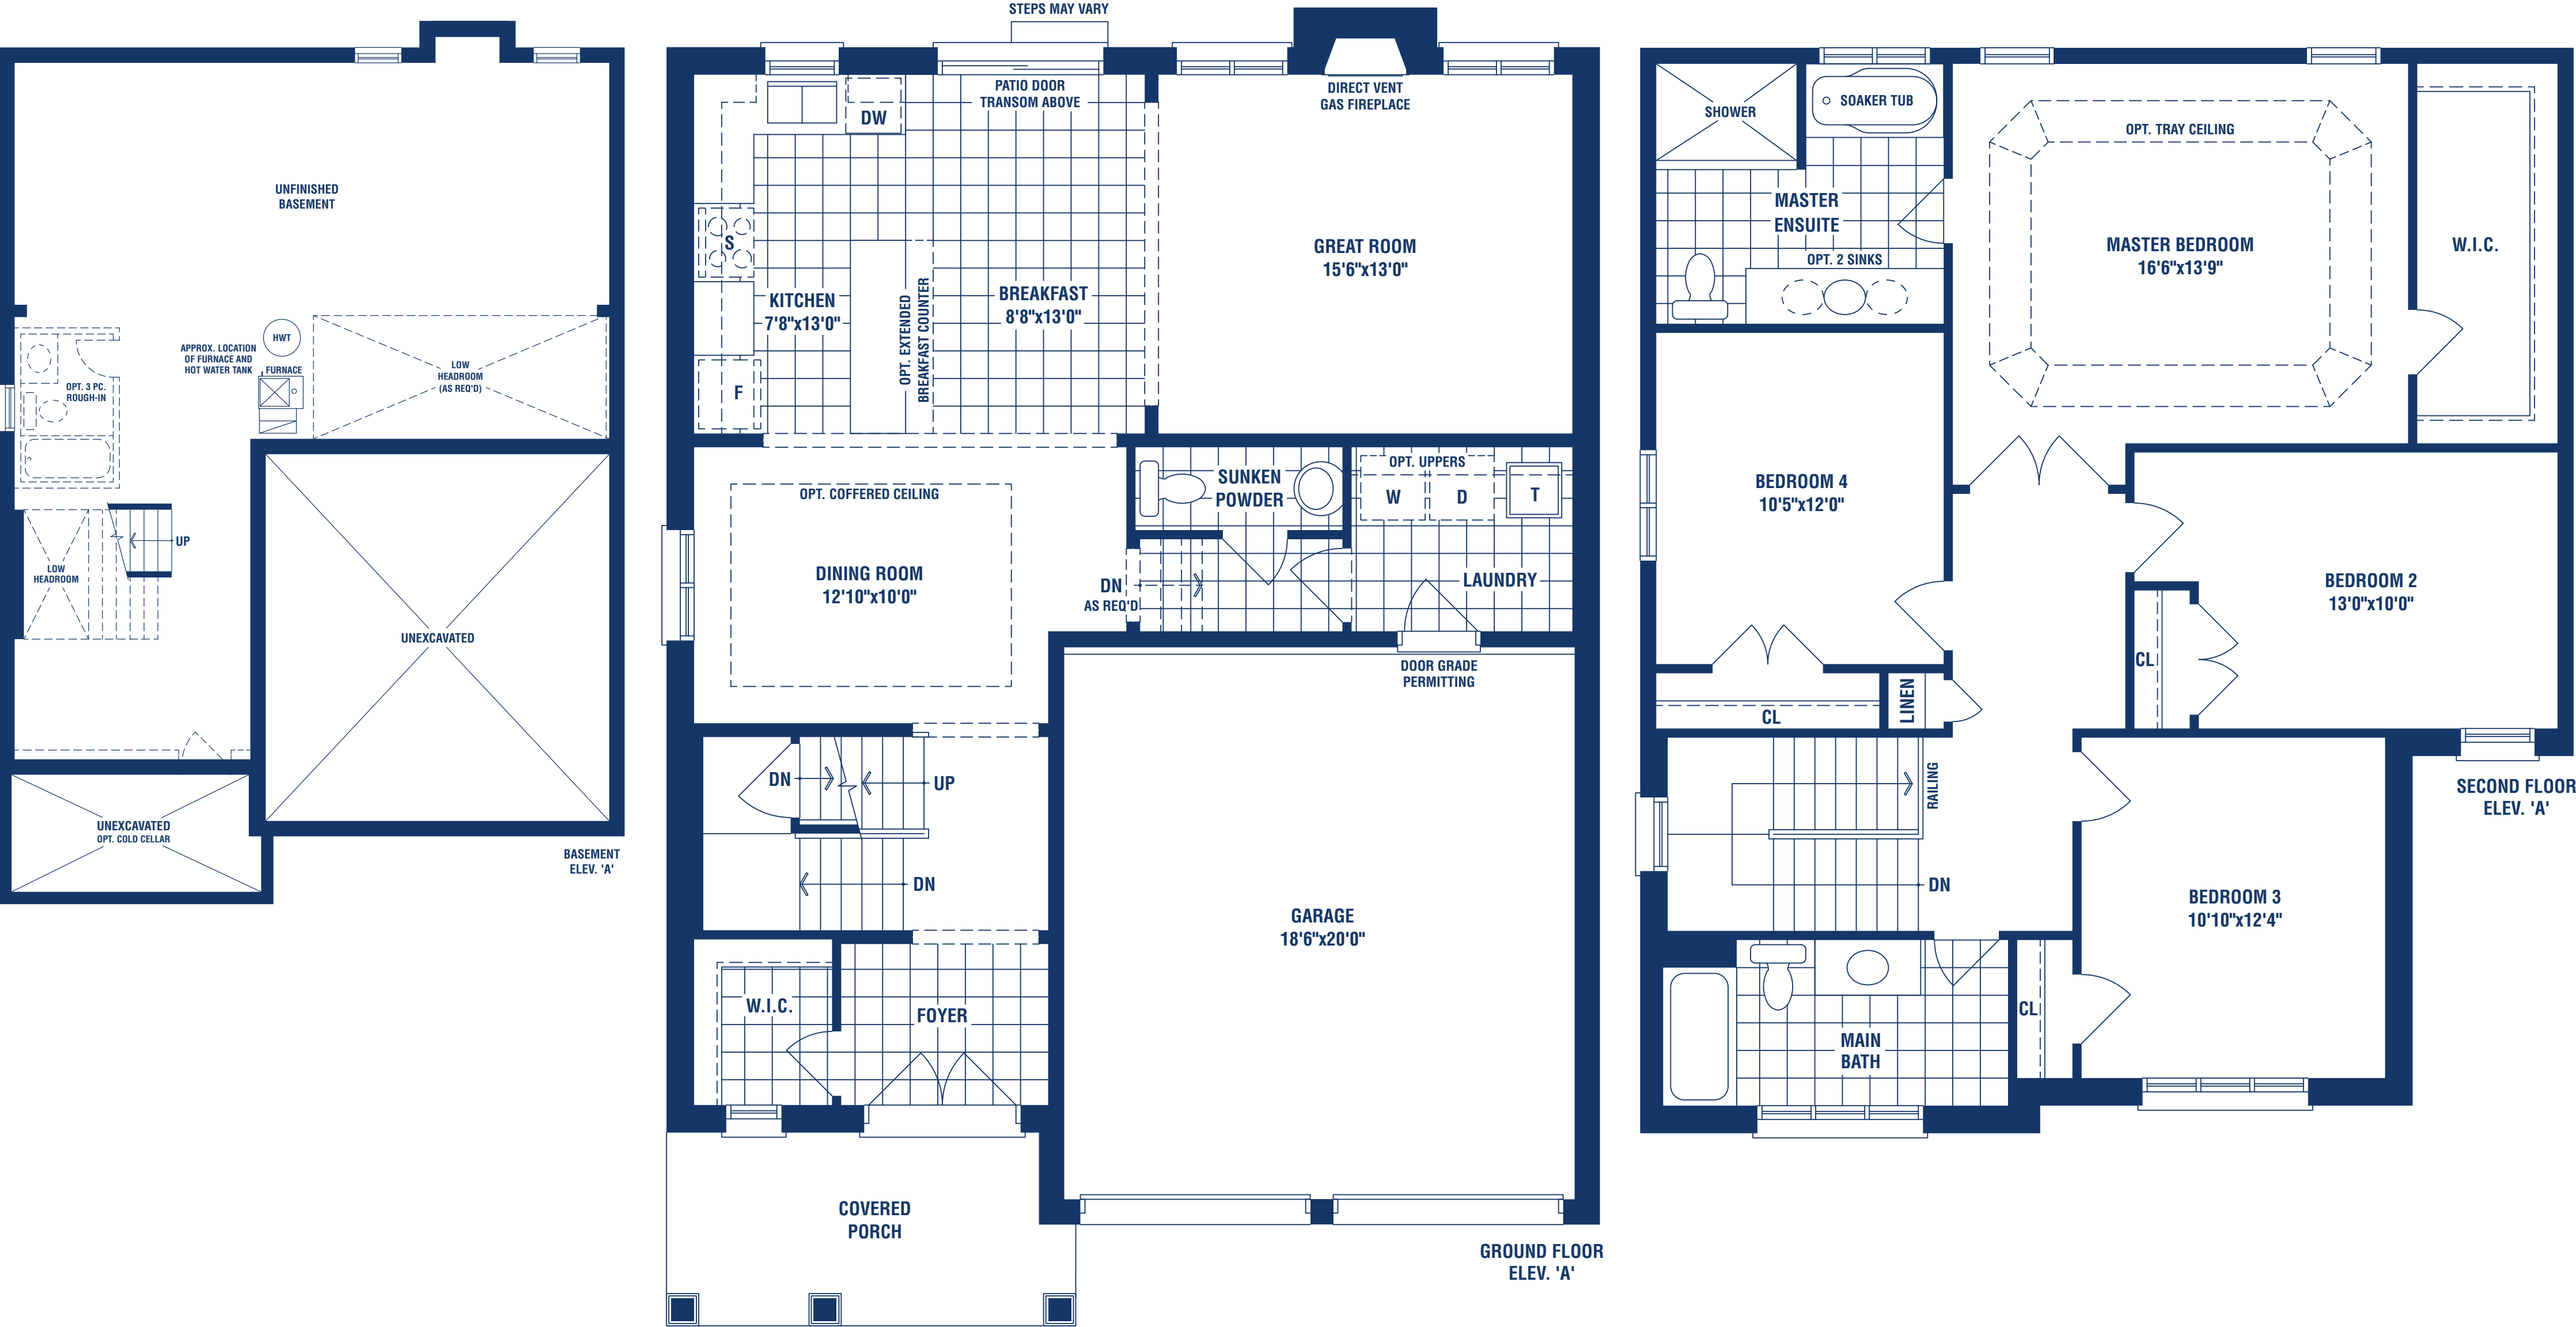 UNFINISHED
BASEMENT
HWT
APPROX. LOCATION
OF FURNACE AND
HOT WATER TANK
FURNACE
LOW
HEADROOM
(AS REQ'D)
OPT. 3 PC.
ROUGH-IN
UP
LOW
HEADROOM
UNEXCAVATED
UNEXCAVATED
OPT. COLD CELLAR
BASEMENT
ELEV. 'A'
STEPS MAY VARY
PATIO DOOR
TRANSOM ABOVE
DIRECT VENT
GAS FIREPLACE
DW
S
F
KITCHEN
7'8"x13'0"
OPT. EXTENDED
BREAKFAST COUNTER
BREAKFAST
8'8"x13'0"
GREAT ROOM
15'6"x13'0"
OPT. COFFERED CEILING
DINING ROOM
12'10"x10'0"
SUNKEN
POWDER
OPT. UPPERS
W
D
T
DN
AS REQ'D
LAUNDRY
DOOR GRADE
PERMITTING
DN
UP
DN
GARAGE
18'6"x20'0"
W.I.C.
FOYER
COVERED
PORCH
GROUND FLOOR
ELEV. 'A'
SHOWER
SOAKER TUB
MASTER
ENSUITE
OPT. 2 SINKS
OPT. TRAY CEILING
MASTER BEDROOM
16'6"x13'9"
W.I.C.
BEDROOM 4
10'5"x12'0"
BEDROOM 2
13'0"x10'0"
CL
CL
LINEN
RAILING
DN
BEDROOM 3
10'10"x12'4"
CL
MAIN
BATH
SECOND FLOOR
ELEV. 'A'